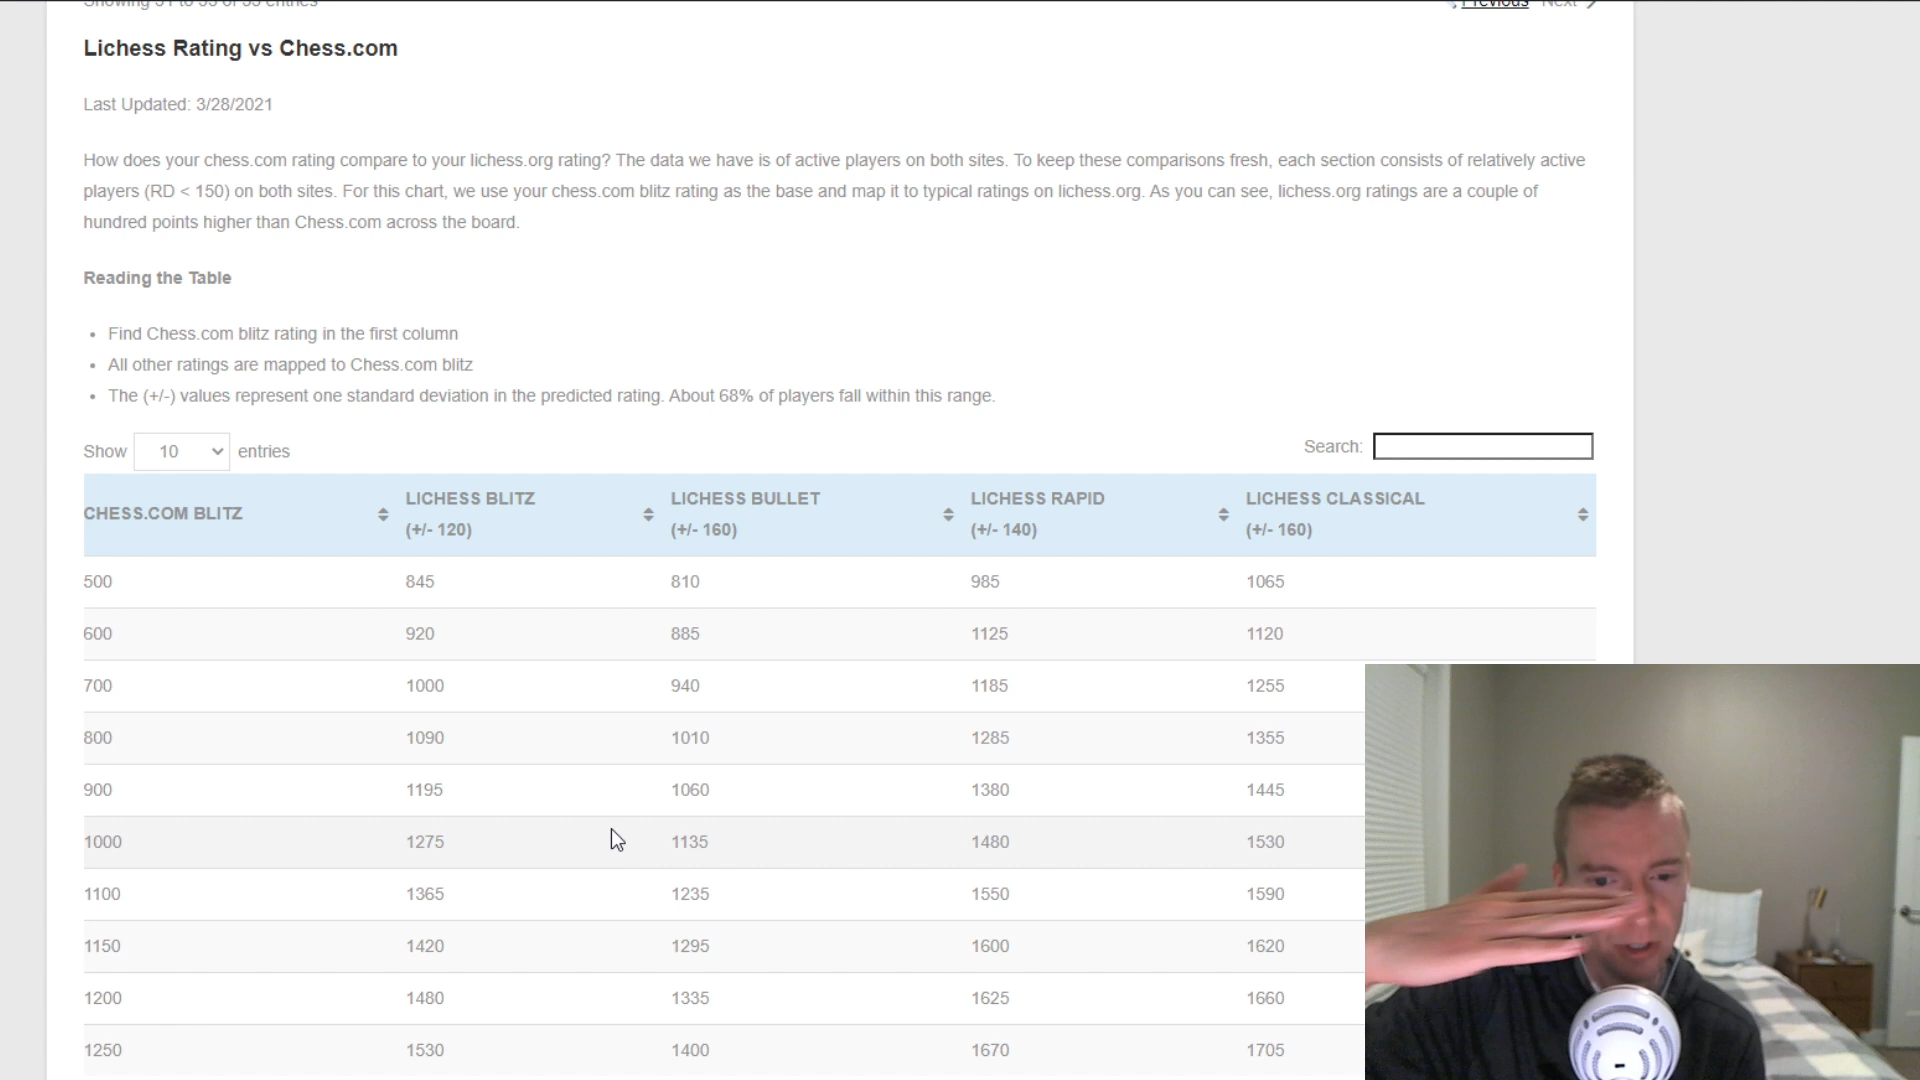 Showing 51 to 55 of 55 entries
Previous Next
Lichess Rating vs Chess.com
Last Updated: 3/28/2021
How does your chess.com rating compare to your lichess.org rating? The data we have is of active players on both sites. To keep these comparisons fresh, each section consists of relatively active
players (RD < 150) on both sites. For this chart, we use your chess.com blitz rating as the base and map it to typical ratings on lichess.org. As you can see, lichess.org ratings are a couple of
hundred points higher than Chess.com across the board.
Reading the Table
• Find Chess.com blitz rating in the first column
• All other ratings are mapped to Chess.com blitz
• The (+/-) values represent one standard deviation in the predicted rating. About 68% of players fall within this range.
Show 10 entries Search:
CHESS.COM BLITZ LICHESS BLITZ (+/- 120) LICHESS BULLET (+/- 160) LICHESS RAPID (+/- 140) LICHESS CLASSICAL (+/- 160)
500 845 810 985 1065
600 920 885 1125 1120
700 1000 940 1185 1255
800 1090 1010 1285 1355
900 1195 1060 1380 1445
1000 1275 1135 1480 1530
1100 1365 1235 1550 1590
1150 1420 1295 1600 1620
1200 1480 1335 1625 1660
1250 1530 1400 1670 1705